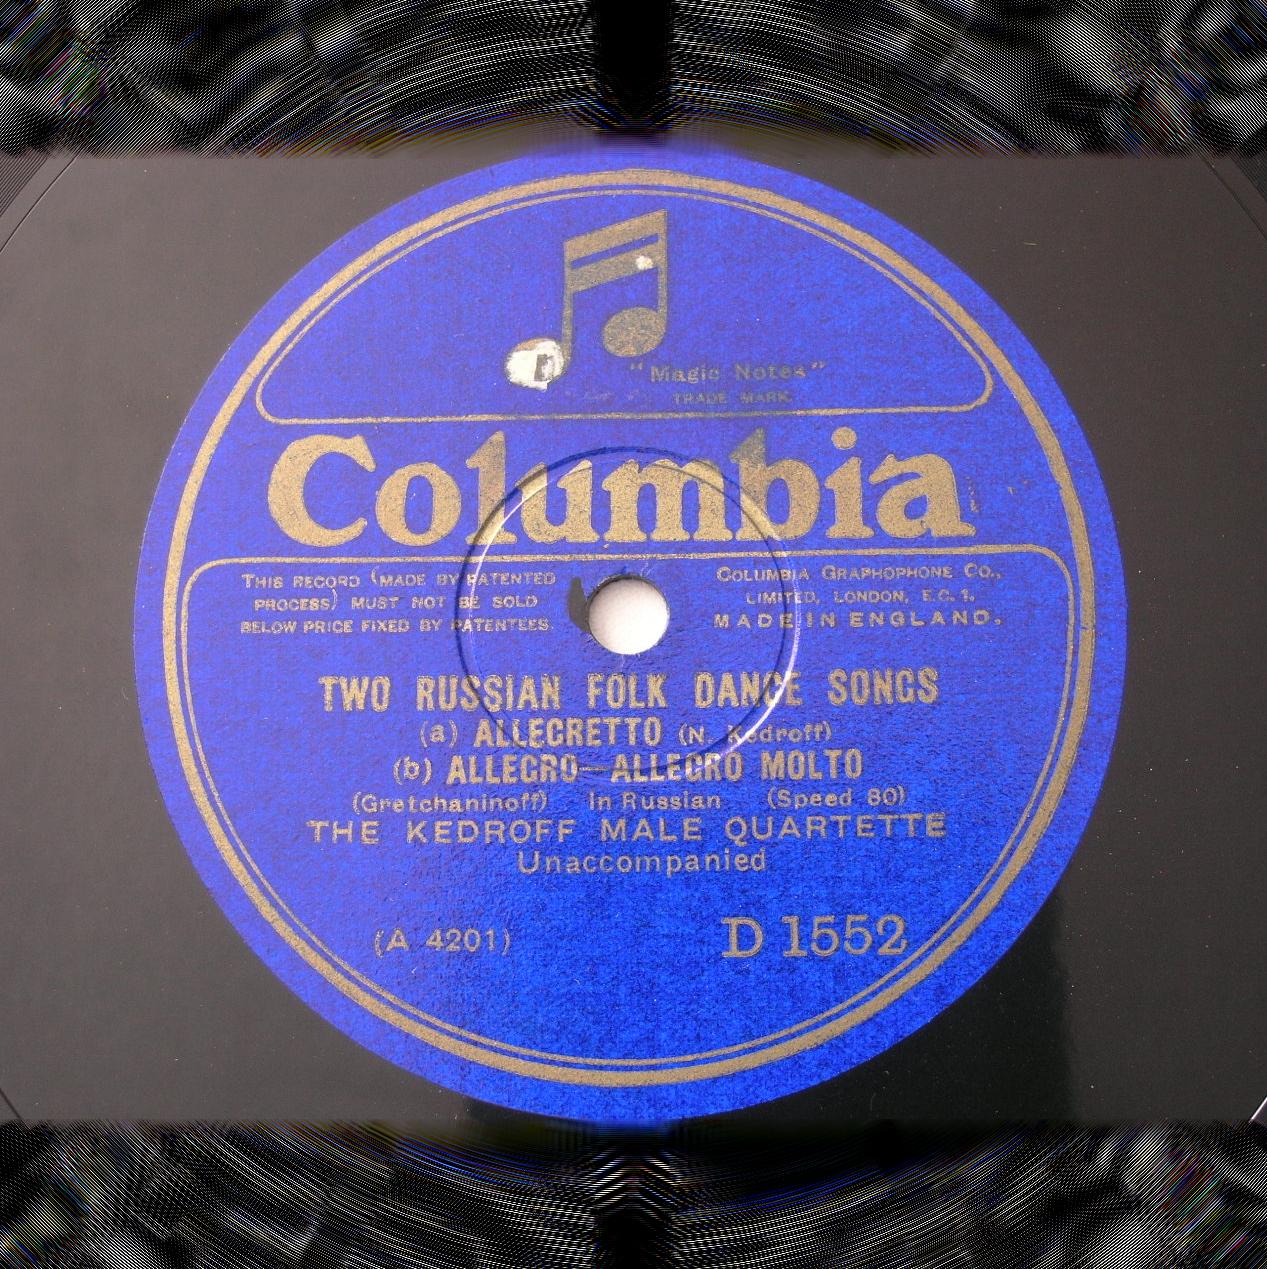 "Magic Notes"
TRADE MARK.
Columbia
THIS RECORD (MADE BY PATENTED
PROCESS) MUST NOT BE SOLD
BELOW PRICE FIXED BY PATENTEES.
COLUMBIA GRAPHOPHONE CO.,
LIMITED, LONDON, E.C. 1.
MADE IN ENGLAND.
TWO RUSSIAN FOLK DANCE SONGS
(a) ALLEGRETTO (N. Kedroff)
(b) ALLEGRO—ALLEGRO MOLTO
(Gretchaninoff) In Russian (Speed 80)
THE KEDROFF MALE QUARTETTE
Unaccompanied
(A 4201) D 1552